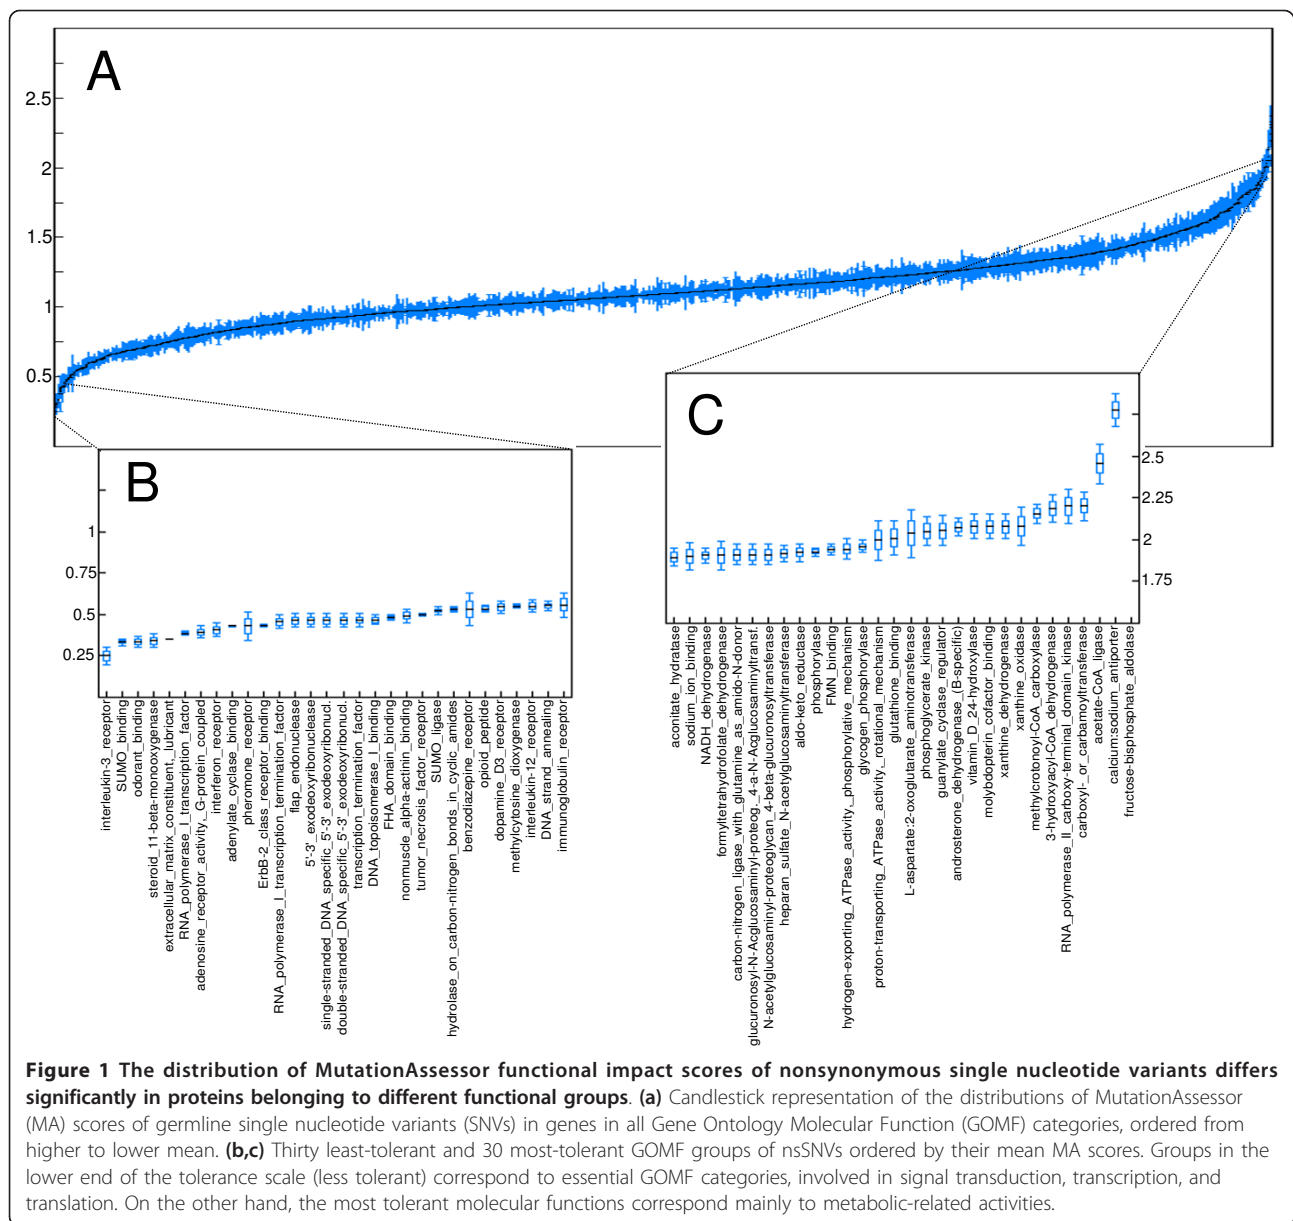 A
2.5
2
1.5
1
0.5
B
1
0.75
0.5
0.25
interleukin-3_receptor
SUMO_binding
odorant_binding
steroid_11-beta-monooxygenase
extracellular_matrix_constituent,_lubricant
RNA_polymerase_I_transcription_factor
adenosine_receptor_activity,_G-protein_coupled
interferon_receptor
adenylate_cyclase_binding
pheromone_receptor
ErbB-2_class_receptor_binding
RNA_polymerase_I_transcription_termination_factor
flap_endonuclease
5'-3'_exodeoxyribonuclease
single-stranded_DNA_specific_5'-3'_exodeoxyribonucl.
double-stranded_DNA_specific_5'-3'_exodeoxyribonucl.
transcription_termination_factor
DNA_topoisomerase_I_binding
FHA_domain_binding
nonmuscle_alpha-actinin_binding
tumor_necrosis_factor_receptor
SUMO_ligase
hydrolase_on_carbon-nitrogen_bonds_in_cyclic_amides
benzodiazepine_receptor
opioid_peptide
dopamine_D3_receptor
methylcytosine_dioxygenase
interleukin-12_receptor
DNA_strand_annealing
immunoglobulin_receptor
C
2.5
2.25
2
1.75
aconitate_hydratase
sodium_ion_binding
NADH_dehydrogenase
formyltetrahydrofolate_dehydrogenase
carbon-nitrogen_ligase_with_glutamine_as_amido-N-donor
glucuronosyl-N-Acglucosaminyl-proteog._4-a-N-Acglucosaminyltransf.
N-acetylglucosaminyl-proteoglycan_4-beta-glucuronosyltransferase
heparan_sulfate_N-acetylglucosaminyltransferase
aldo-keto_reductase
phosphorylase
FMN_binding
hydrogen-exporting_ATPase_activity,_phosphorylative_mechanism
glycogen_phosphorylase
proton-transporting_ATPase_activity,_rotational_mechanism
glutathione_binding
L-aspartate:2-oxoglutarate_aminotransferase
phosphoglycerate_kinase
guanylate_cyclase_regulator
androsterone_dehydrogenase_(B-specific)
vitamin_D_24-hydroxylase
molybdopterin_cofactor_binding
xanthine_dehydrogenase
xanthine_oxidase
methylcrotonoyl-CoA_carboxylase
3-hydroxyacyl-CoA_dehydrogenase
RNA_polymerase_II_carboxy-terminal_domain_kinase
carboxyl-_or_carbamoyltransferase
acetate-CoA_ligase
calcium:sodium_antiporter
fructose-bisphosphate_aldolase
Figure 1 The distribution of MutationAssessor functional impact scores of nonsynonymous single nucleotide variants differs
significantly in proteins belonging to different functional groups. (a) Candlestick representation of the distributions of MutationAssessor
(MA) scores of germline single nucleotide variants (SNVs) in genes in all Gene Ontology Molecular Function (GOMF) categories, ordered from
higher to lower mean. (b,c) Thirty least-tolerant and 30 most-tolerant GOMF groups of nsSNVs ordered by their mean MA scores. Groups in the
lower end of the tolerance scale (less tolerant) correspond to essential GOMF categories, involved in signal transduction, transcription, and
translation. On the other hand, the most tolerant molecular functions correspond mainly to metabolic-related activities.